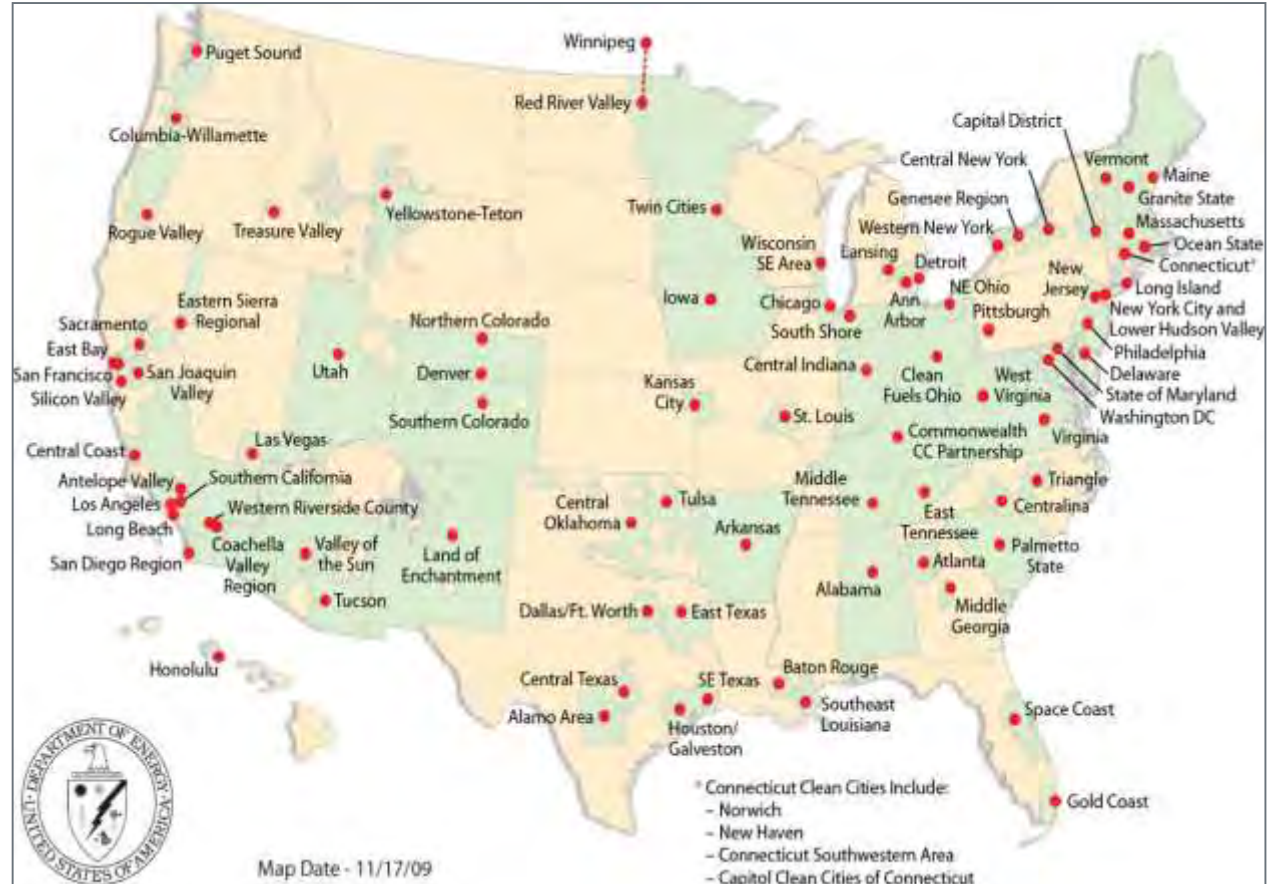 Puget Sound
Winnipeg
Red River Valley
Columbia-Willamette
Capital District
Central New York
Vermont
Maine
Granite State
Genesee Region
Yellowstone-Teton
Twin Cities
Rogue Valley
Treasure Valley
Western New York
Massachusetts
Ocean State
Connecticut*
Wisconsin
SE Area
Lansing
Detroit
New
Jersey
Long Island
Iowa
Chicago
Ann
Arbor
NE Ohio
Pittsburgh
New York City and
Lower Hudson Valley
South Shore
Eastern Sierra
Regional
Sacramento
Northern Colorado
East Bay
San Francisco
Silicon Valley
San Joaquin
Valley
Utah
Denver
Southern Colorado
Kansas
City
Central Indiana
St. Louis
Clean
Fuels Ohio
West
Virginia
Philadelphia
Delaware
State of Maryland
Washington DC
Virginia
Commonwealth
CC Partnership
Central Coast
Las Vegas
Antelope Valley
Southern California
Los Angeles
Western Riverside County
Long Beach
San Diego Region
Coachella
Valley
Region
Valley of
the Sun
Tucson
Land of
Enchantment
Central
Oklahoma
Tulsa
Arkansas
Middle
Tennessee
East
Tennessee
Triangle
Centralina
Palmetto
State
Atlanta
Alabama
Middle
Georgia
Dallas/Ft. Worth
East Texas
Honolulu
Central Texas
Alamo Area
SE Texas
Houston/
Galveston
Baton Rouge
Southeast
Louisiana
Space Coast
Gold Coast
* Connecticut Clean Cities Include:
– Norwich
– New Haven
– Connecticut Southwestern Area
– Capitol Clean Cities of Connecticut
DEPARTMENT OF ENERGY
UNITED STATES OF AMERICA
Map Date - 11/17/09